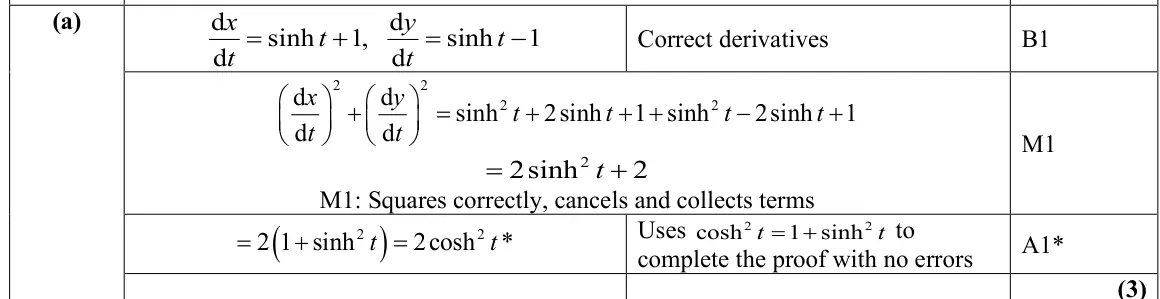 (a)
dx/dt = sinh t + 1, dy/dt = sinh t − 1
Correct derivatives
B1
(dx/dt)² + (dy/dt)² = sinh² t + 2 sinh t + 1 + sinh² t − 2 sinh t + 1
= 2 sinh² t + 2
M1: Squares correctly, cancels and collects terms
M1
= 2(1 + sinh² t) = 2 cosh² t *
Uses cosh² t = 1 + sinh² t to
complete the proof with no errors
A1*
(3)